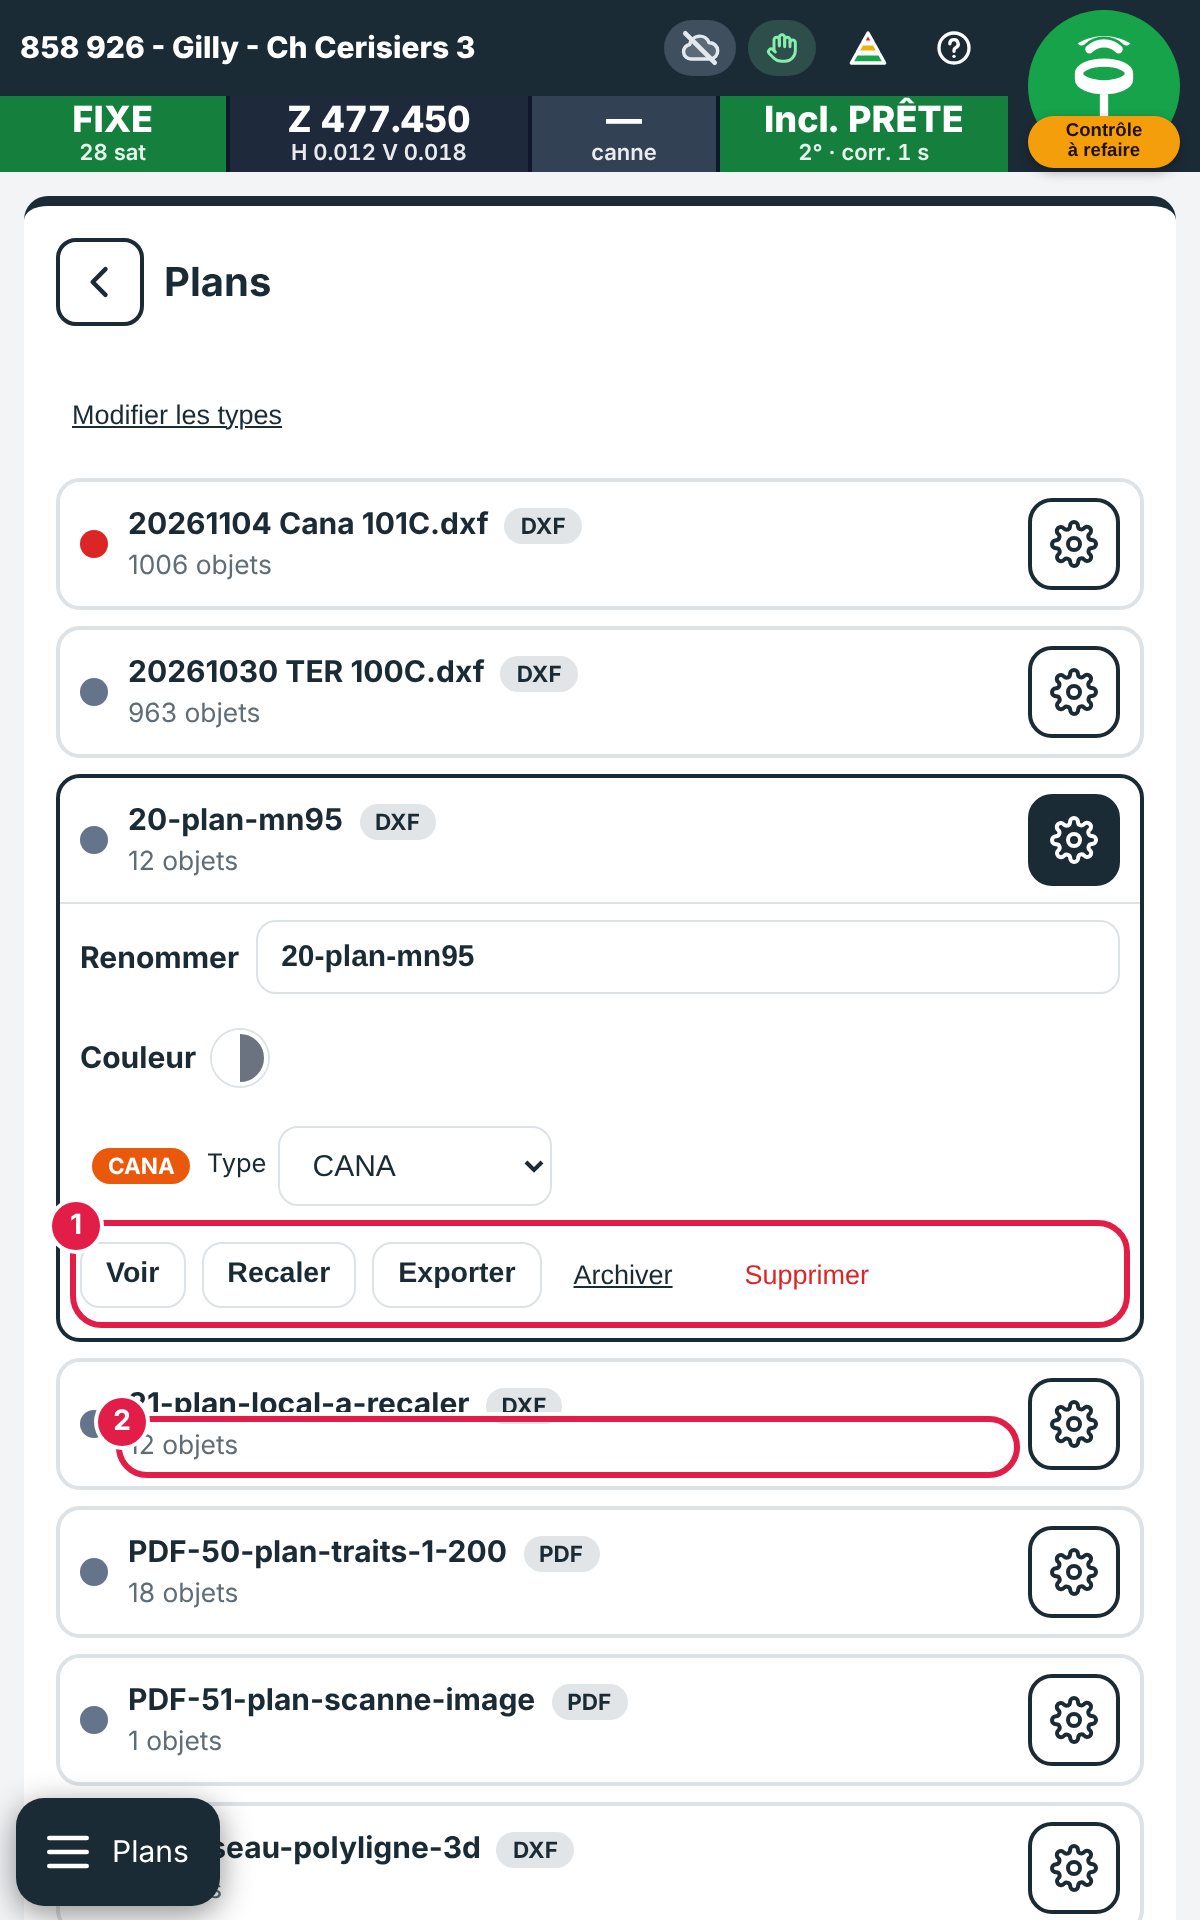 858 926 - Gilly - Ch Cerisiers 3
FIXE
28 sat
Z 477.450
H 0.012 V 0.018
—
canne
Incl. PRÊTE
2° · corr. 1 s
Contrôle
à refaire
Plans
Modifier les types
20261104 Cana 101C.dxf DXF
1006 objets
20261030 TER 100C.dxf DXF
963 objets
20-plan-mn95 DXF
12 objets
Renommer 20-plan-mn95
Couleur
CANA Type CANA
1
Voir Recaler Exporter Archiver Supprimer
21-plan-local-a-recaler DXF
2
12 objets
PDF-50-plan-traits-1-200 PDF
18 objets
PDF-51-plan-scanne-image PDF
1 objets
seau-polyligne-3d DXF
Plans